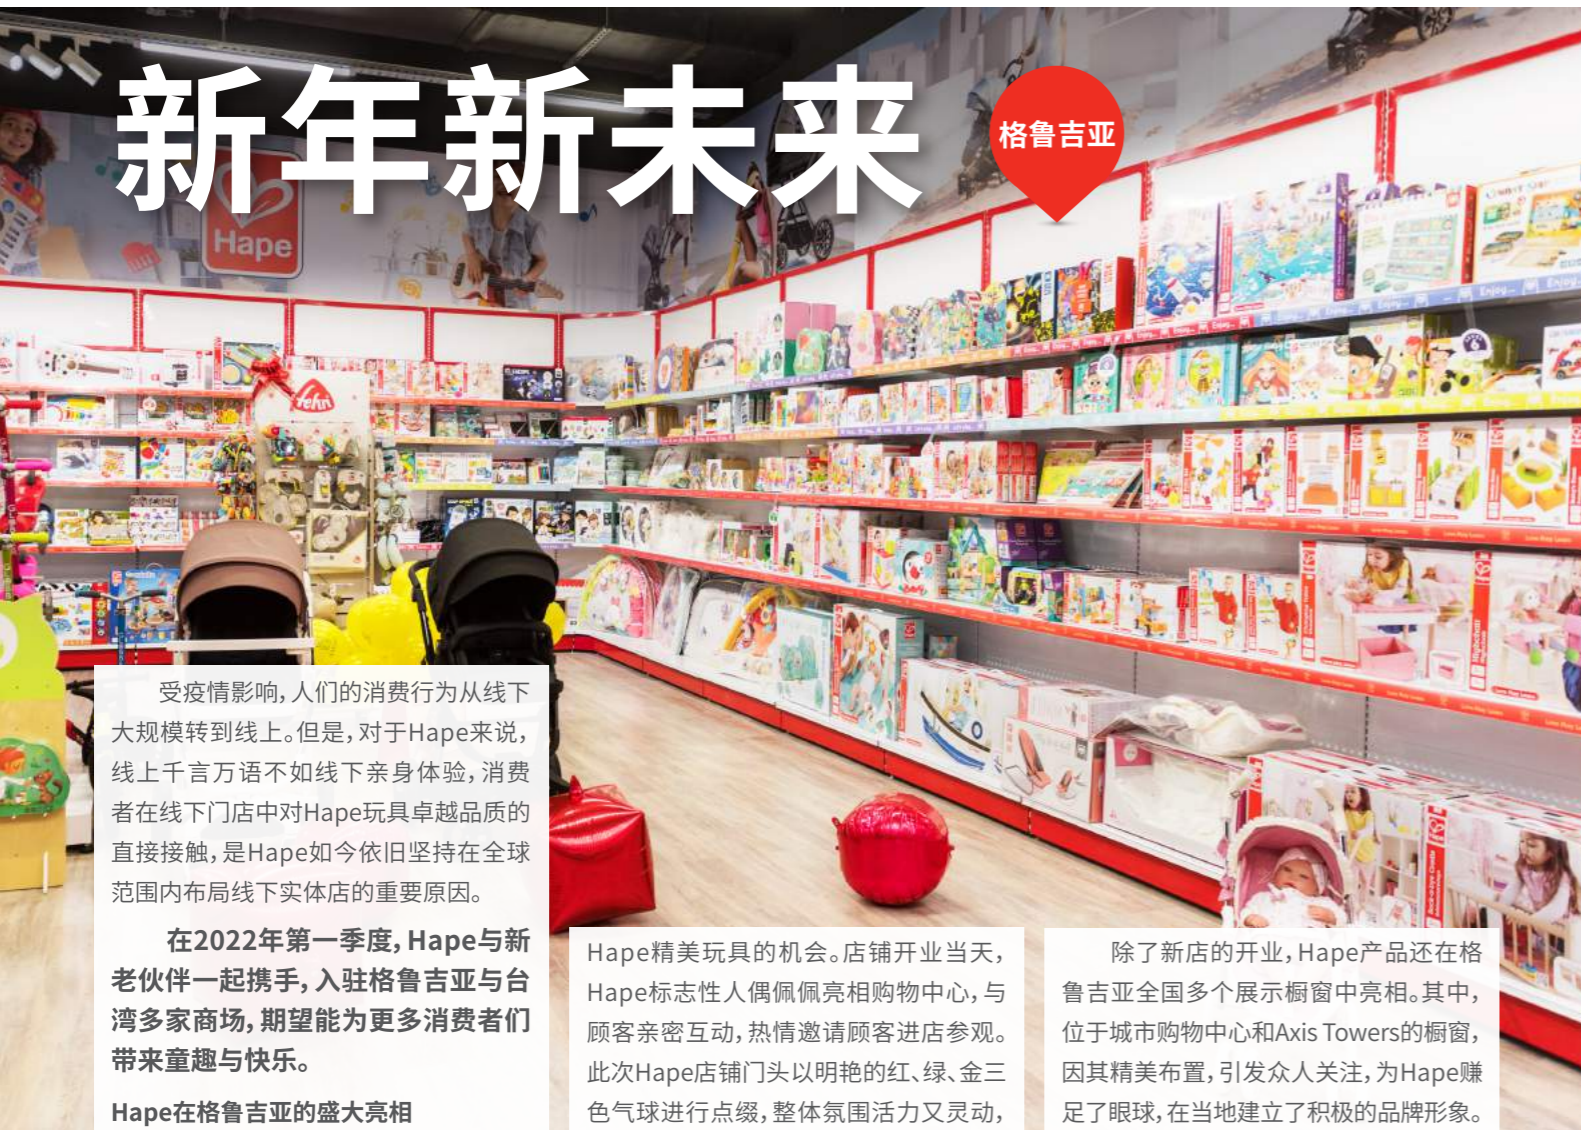 新年新未来
格鲁吉亚
Hape
fehn
受疫情影响,人们的消费行为从线下
大规模转到线上。但是,对于Hape来说,
线上千言万语不如线下亲身体验,消费
者在线下门店中对Hape玩具卓越品质的
直接接触,是Hape如今依旧坚持在全球
范围内布局线下实体店的重要原因。
在2022年第一季度,Hape与新
老伙伴一起携手,入驻格鲁吉亚与台
湾多家商场,期望能为更多消费者们
带来童趣与快乐。
Hape在格鲁吉亚的盛大亮相
Hape精美玩具的机会。店铺开业当天,
Hape标志性人偶佩佩亮相购物中心,与
顾客亲密互动,热情邀请顾客进店参观。
此次Hape店铺门头以明艳的红、绿、金三
色气球进行点缀,整体氛围活力又灵动,
除了新店的开业,Hape产品还在格
鲁吉亚全国多个展示橱窗中亮相。其中,
位于城市购物中心和Axis Towers的橱窗,
因其精美布置,引发众人关注,为Hape赚
足了眼球,在当地建立了积极的品牌形象。